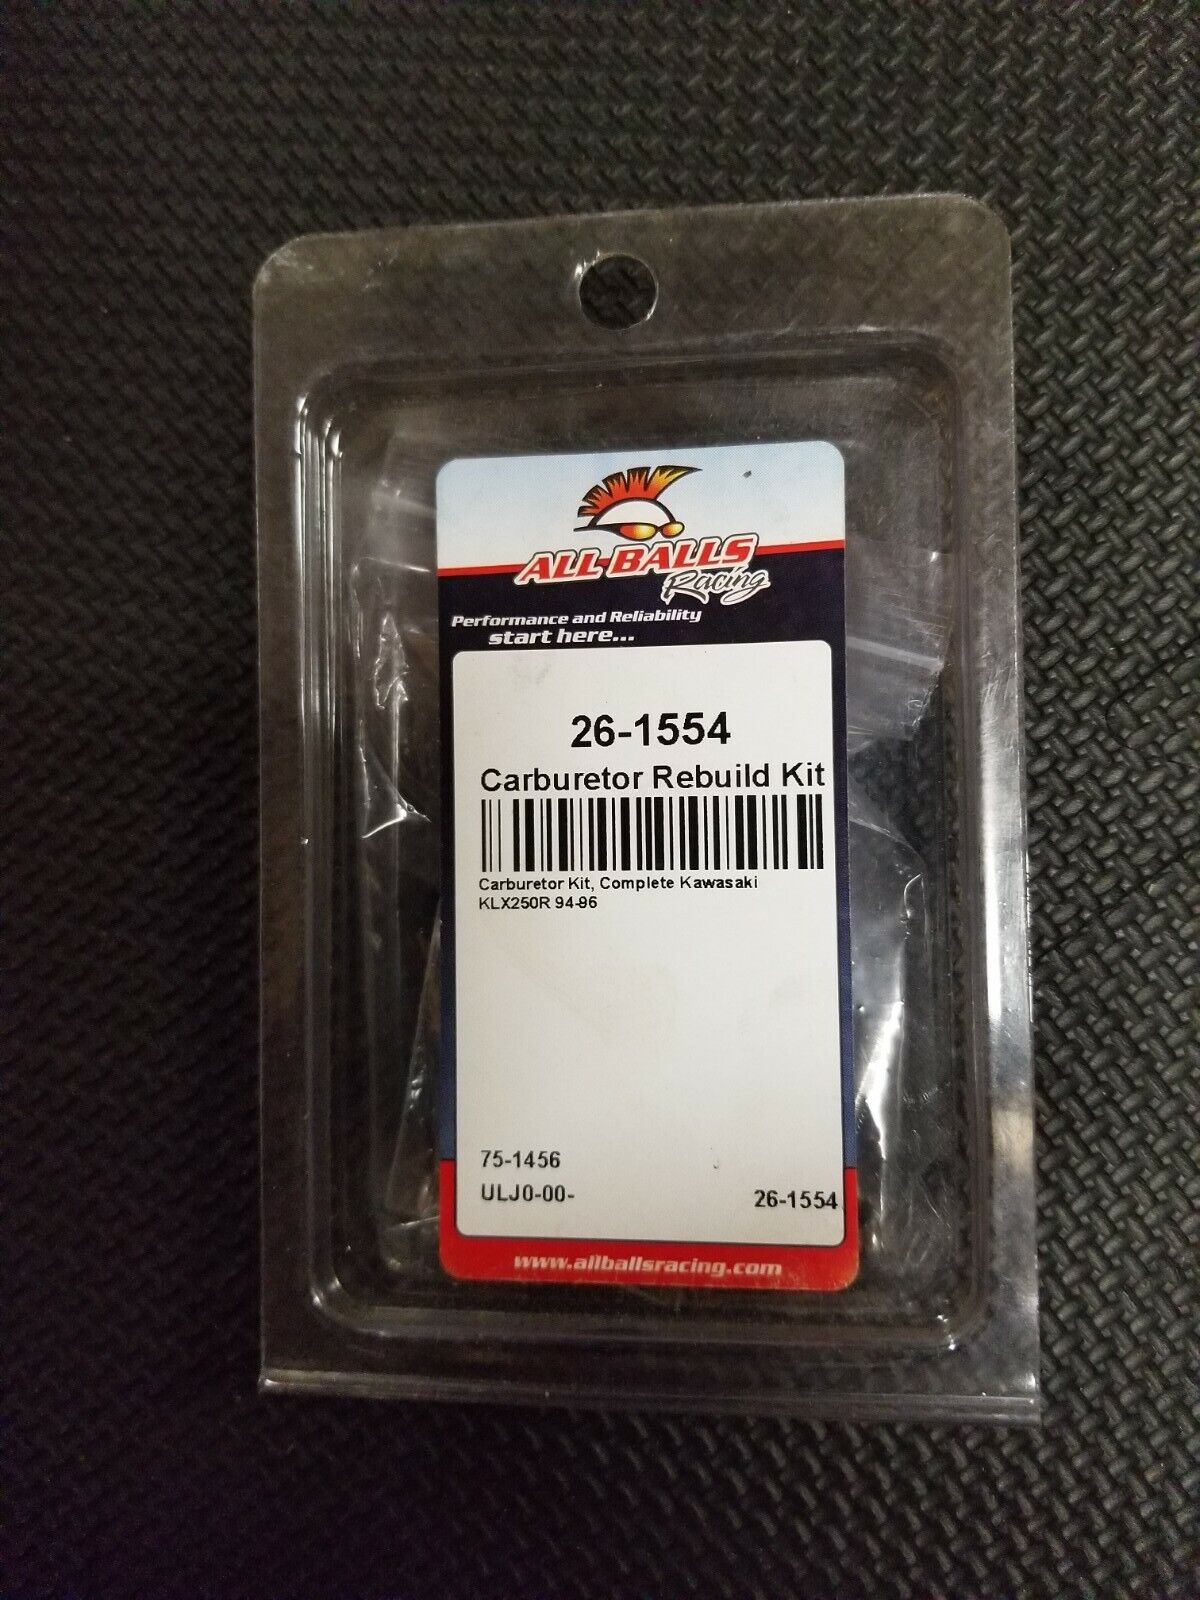 ALL-BALLS
Racing
Performance and Reliability
start here...
26-1554
Carburetor Rebuild Kit
Carburetor Kit, Complete Kawasaki
KLX250R 94-96
75-1456
ULJ0-00-
26-1554
www.allballsracing.com